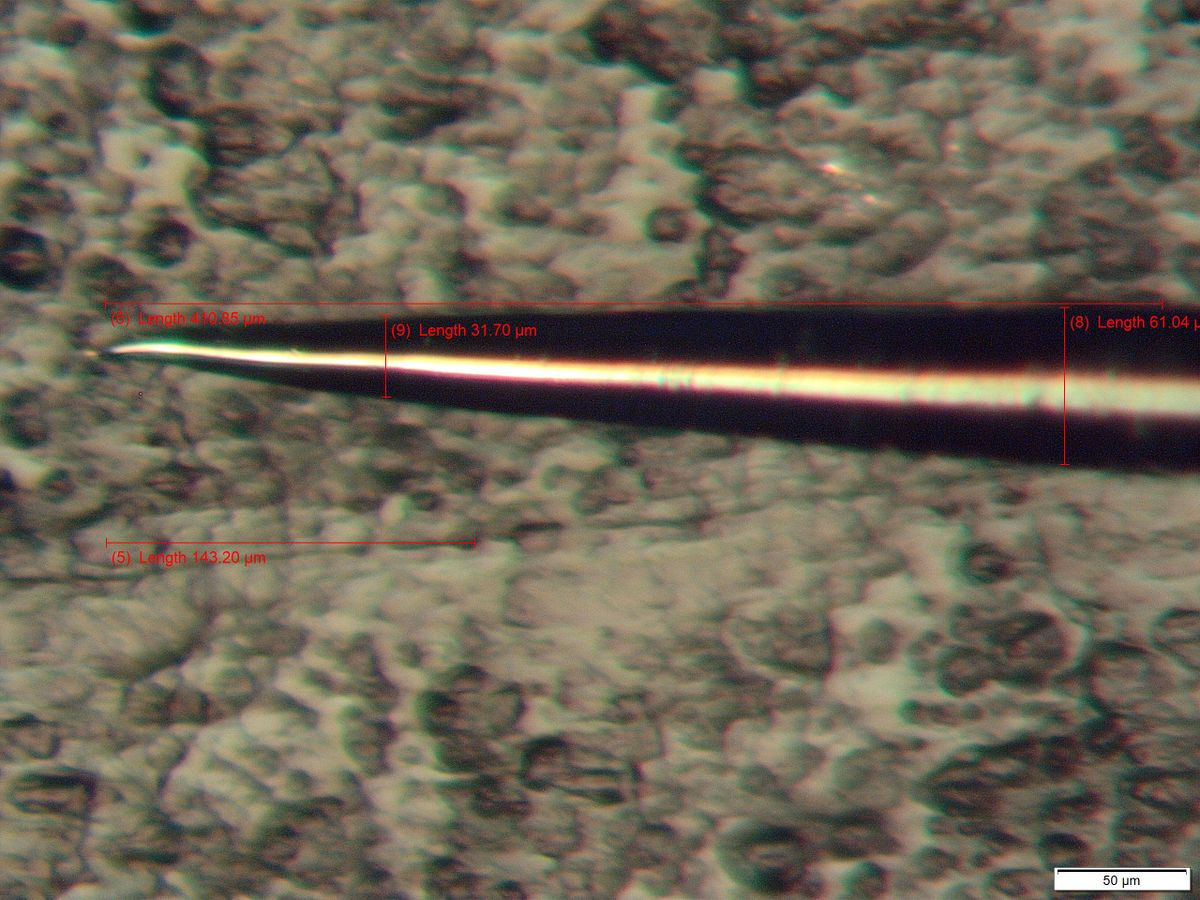 (6) Length 410.85 µm
(9) Length 31.70 µm
(8) Length 61.04 µ
(5) Length 143.20 µm
50 µm